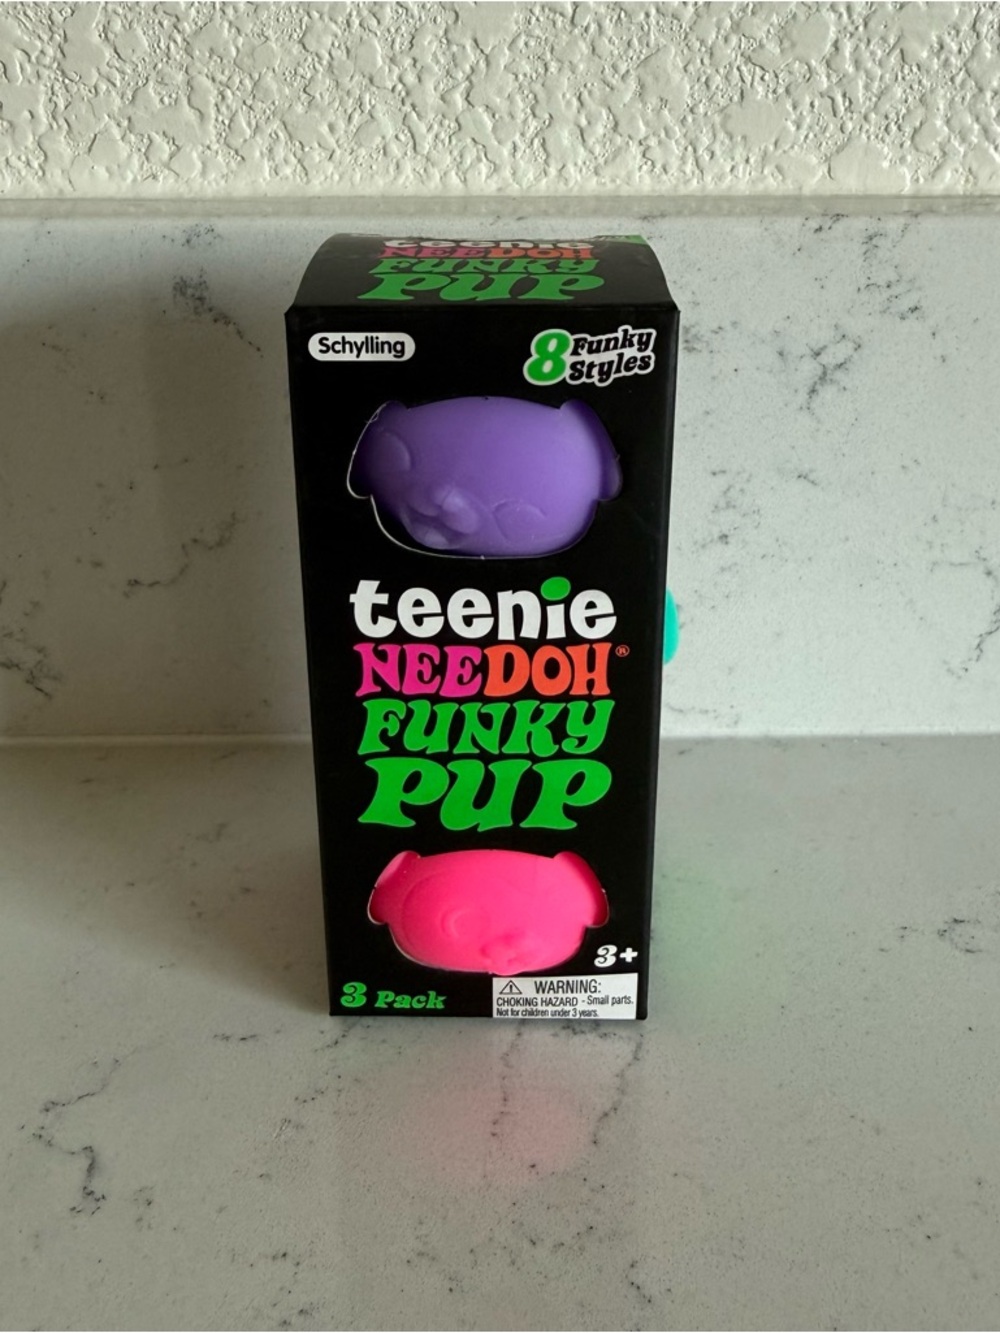 teenie
NEEDOH
FUNKY
PUP
Schylling
8 Funky
Styles
teenie
NEEDOH®
FUNKY
PUP
3+
3 Pack
WARNING:
CHOKING HAZARD - Small parts.
Not for children under 3 years.